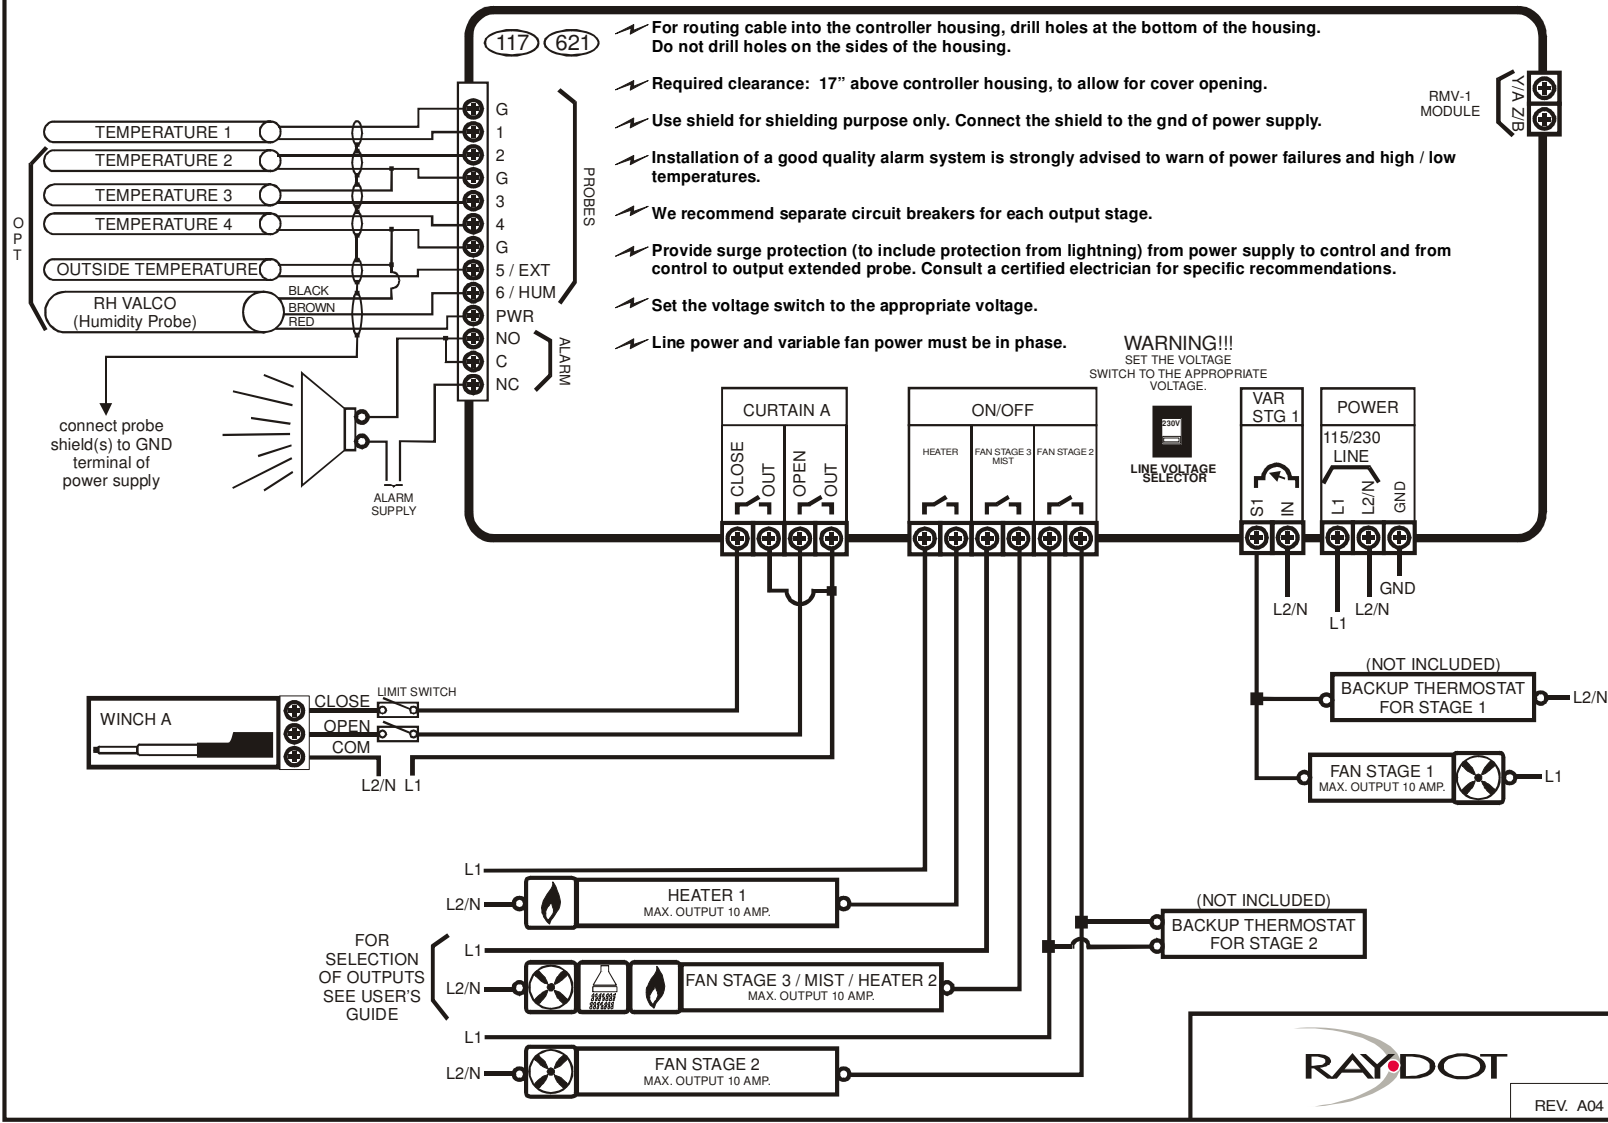 117 621
For routing cable into the controller housing, drill holes at the bottom of the housing.
Do not drill holes on the sides of the housing.
Required clearance: 17” above controller housing, to allow for cover opening.
Use shield for shielding purpose only. Connect the shield to the gnd of power supply.
Installation of a good quality alarm system is strongly advised to warn of power failures and high / low
temperatures.
We recommend separate circuit breakers for each output stage.
Provide surge protection (to include protection from lightning) from power supply to control and from
control to output extended probe. Consult a certified electrician for specific recommendations.
Set the voltage switch to the appropriate voltage.
Line power and variable fan power must be in phase.
RMV-1
MODULE
Y/A Z/B
TEMPERATURE 1
TEMPERATURE 2
TEMPERATURE 3
TEMPERATURE 4
OUTSIDE TEMPERATURE
RH VALCO
(Humidity Probe)
OPT
BLACK
BROWN
RED
G
1
2
G
3
4
G
5 / EXT
6 / HUM
PWR
NO
C
NC
PROBES
ALARM
connect probe
shield(s) to GND
terminal of
power supply
ALARM
SUPPLY
WARNING!!!
SET THE VOLTAGE
SWITCH TO THE APPROPRIATE
VOLTAGE.
230V
LINE VOLTAGE
SELECTOR
CURTAIN A
CLOSE
OUT
OPEN
OUT
ON/OFF
HEATER
FAN STAGE 3
MIST
FAN STAGE 2
VAR
STG 1
S1
IN
POWER
115/230
LINE
L1
L2/N
GND
L2/N
L1
L2/N
GND
(NOT INCLUDED)
BACKUP THERMOSTAT
FOR STAGE 1
L2/N
FAN STAGE 1
MAX. OUTPUT 10 AMP.
L1
WINCH A
CLOSE
OPEN
COM
LIMIT SWITCH
L2/N L1
L1
L2/N
HEATER 1
MAX. OUTPUT 10 AMP.
FOR
SELECTION
OF OUTPUTS
SEE USER'S
GUIDE
L1
L2/N
FAN STAGE 3 / MIST / HEATER 2
MAX. OUTPUT 10 AMP.
L1
L2/N
FAN STAGE 2
MAX. OUTPUT 10 AMP.
(NOT INCLUDED)
BACKUP THERMOSTAT
FOR STAGE 2
RAYDOT
REV. A04